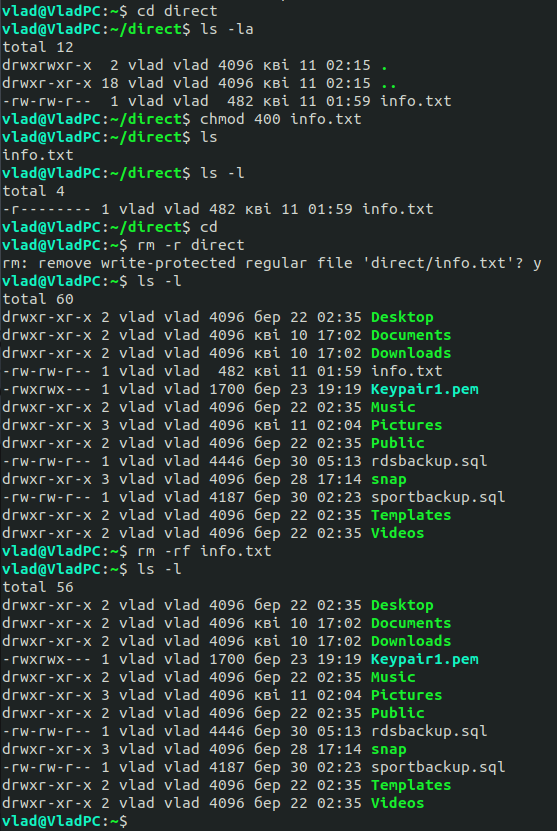 vlad@VladPC:~$ cd direct
vlad@VladPC:~/direct$ ls -la
total 12
drwxrwxr-x  2 vlad vlad 4096 кві 11 02:15 .
drwxr-xr-x 18 vlad vlad 4096 кві 11 02:15 ..
-rw-rw-r--  1 vlad vlad  482 кві 11 01:59 info.txt
vlad@VladPC:~/direct$ chmod 400 info.txt
vlad@VladPC:~/direct$ ls
info.txt
vlad@VladPC:~/direct$ ls -l
total 4
-r-------- 1 vlad vlad 482 кві 11 01:59 info.txt
vlad@VladPC:~/direct$ cd
vlad@VladPC:~$ rm -r direct
rm: remove write-protected regular file 'direct/info.txt'? y
vlad@VladPC:~$ ls -l
total 60
drwxr-xr-x 2 vlad vlad 4096 бер 22 02:35 Desktop
drwxr-xr-x 2 vlad vlad 4096 кві 10 17:02 Documents
drwxr-xr-x 2 vlad vlad 4096 кві 10 17:02 Downloads
-rw-rw-r-- 1 vlad vlad  482 кві 11 01:59 info.txt
-rwxrwx--- 1 vlad vlad 1700 бер 23 19:19 Keypair1.pem
drwxr-xr-x 2 vlad vlad 4096 бер 22 02:35 Music
drwxr-xr-x 3 vlad vlad 4096 кві 11 02:04 Pictures
drwxr-xr-x 2 vlad vlad 4096 бер 22 02:35 Public
-rw-rw-r-- 1 vlad vlad 4446 бер 30 05:13 rdsbackup.sql
drwxr-xr-x 3 vlad vlad 4096 бер 28 17:14 snap
-rw-rw-r-- 1 vlad vlad 4187 бер 30 02:23 sportbackup.sql
drwxr-xr-x 2 vlad vlad 4096 бер 22 02:35 Templates
drwxr-xr-x 2 vlad vlad 4096 бер 22 02:35 Videos
vlad@VladPC:~$ rm -rf info.txt
vlad@VladPC:~$ ls -l
total 56
drwxr-xr-x 2 vlad vlad 4096 бер 22 02:35 Desktop
drwxr-xr-x 2 vlad vlad 4096 кві 10 17:02 Documents
drwxr-xr-x 2 vlad vlad 4096 кві 10 17:02 Downloads
-rwxrwx--- 1 vlad vlad 1700 бер 23 19:19 Keypair1.pem
drwxr-xr-x 2 vlad vlad 4096 бер 22 02:35 Music
drwxr-xr-x 3 vlad vlad 4096 кві 11 02:04 Pictures
drwxr-xr-x 2 vlad vlad 4096 бер 22 02:35 Public
-rw-rw-r-- 1 vlad vlad 4446 бер 30 05:13 rdsbackup.sql
drwxr-xr-x 3 vlad vlad 4096 бер 28 17:14 snap
-rw-rw-r-- 1 vlad vlad 4187 бер 30 02:23 sportbackup.sql
drwxr-xr-x 2 vlad vlad 4096 бер 22 02:35 Templates
drwxr-xr-x 2 vlad vlad 4096 бер 22 02:35 Videos
vlad@VladPC:~$